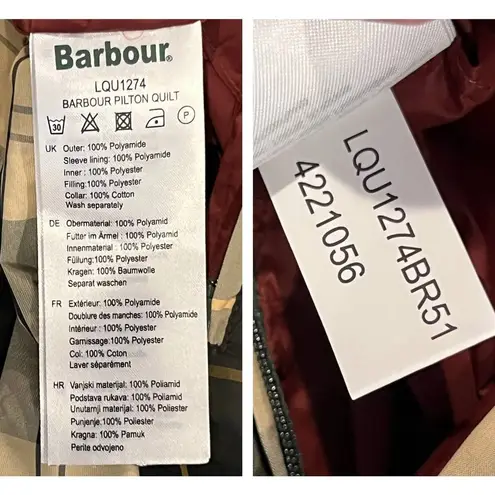 Barbour®
LQU1274
BARBOUR PILTON QUILT
30
P
UK Outer: 100% Polyamide
Sleeve lining: 100% Polyamide
Inner: 100% Polyester
Filling:100% Polyester
Collar: 100% Cotton
Wash separately
DE Obermaterial: 100% Polyamid
Futter im Ärmel : 100% Polyamid
Innenmaterial : 100% Polyester
Füllung:100% Polyester
Kragen: 100% Baumwolle
Separat waschen
FR Extérieur: 100% Polyamide
Doublure des manches: 100% Polyamide
Intérieur : 100% Polyester
Garnissage:100% Polyester
Col: 100% Coton
Laver séparément
HR Vanjski materijal: 100% Poliamid
Podstava rukava: 100% Poliamid
Unutarnji materijal: 100% Poliester
Punjenje:100% Poliester
Kragna: 100% Pamuk
Perite odvojeno
LQU1274BR51
4221056